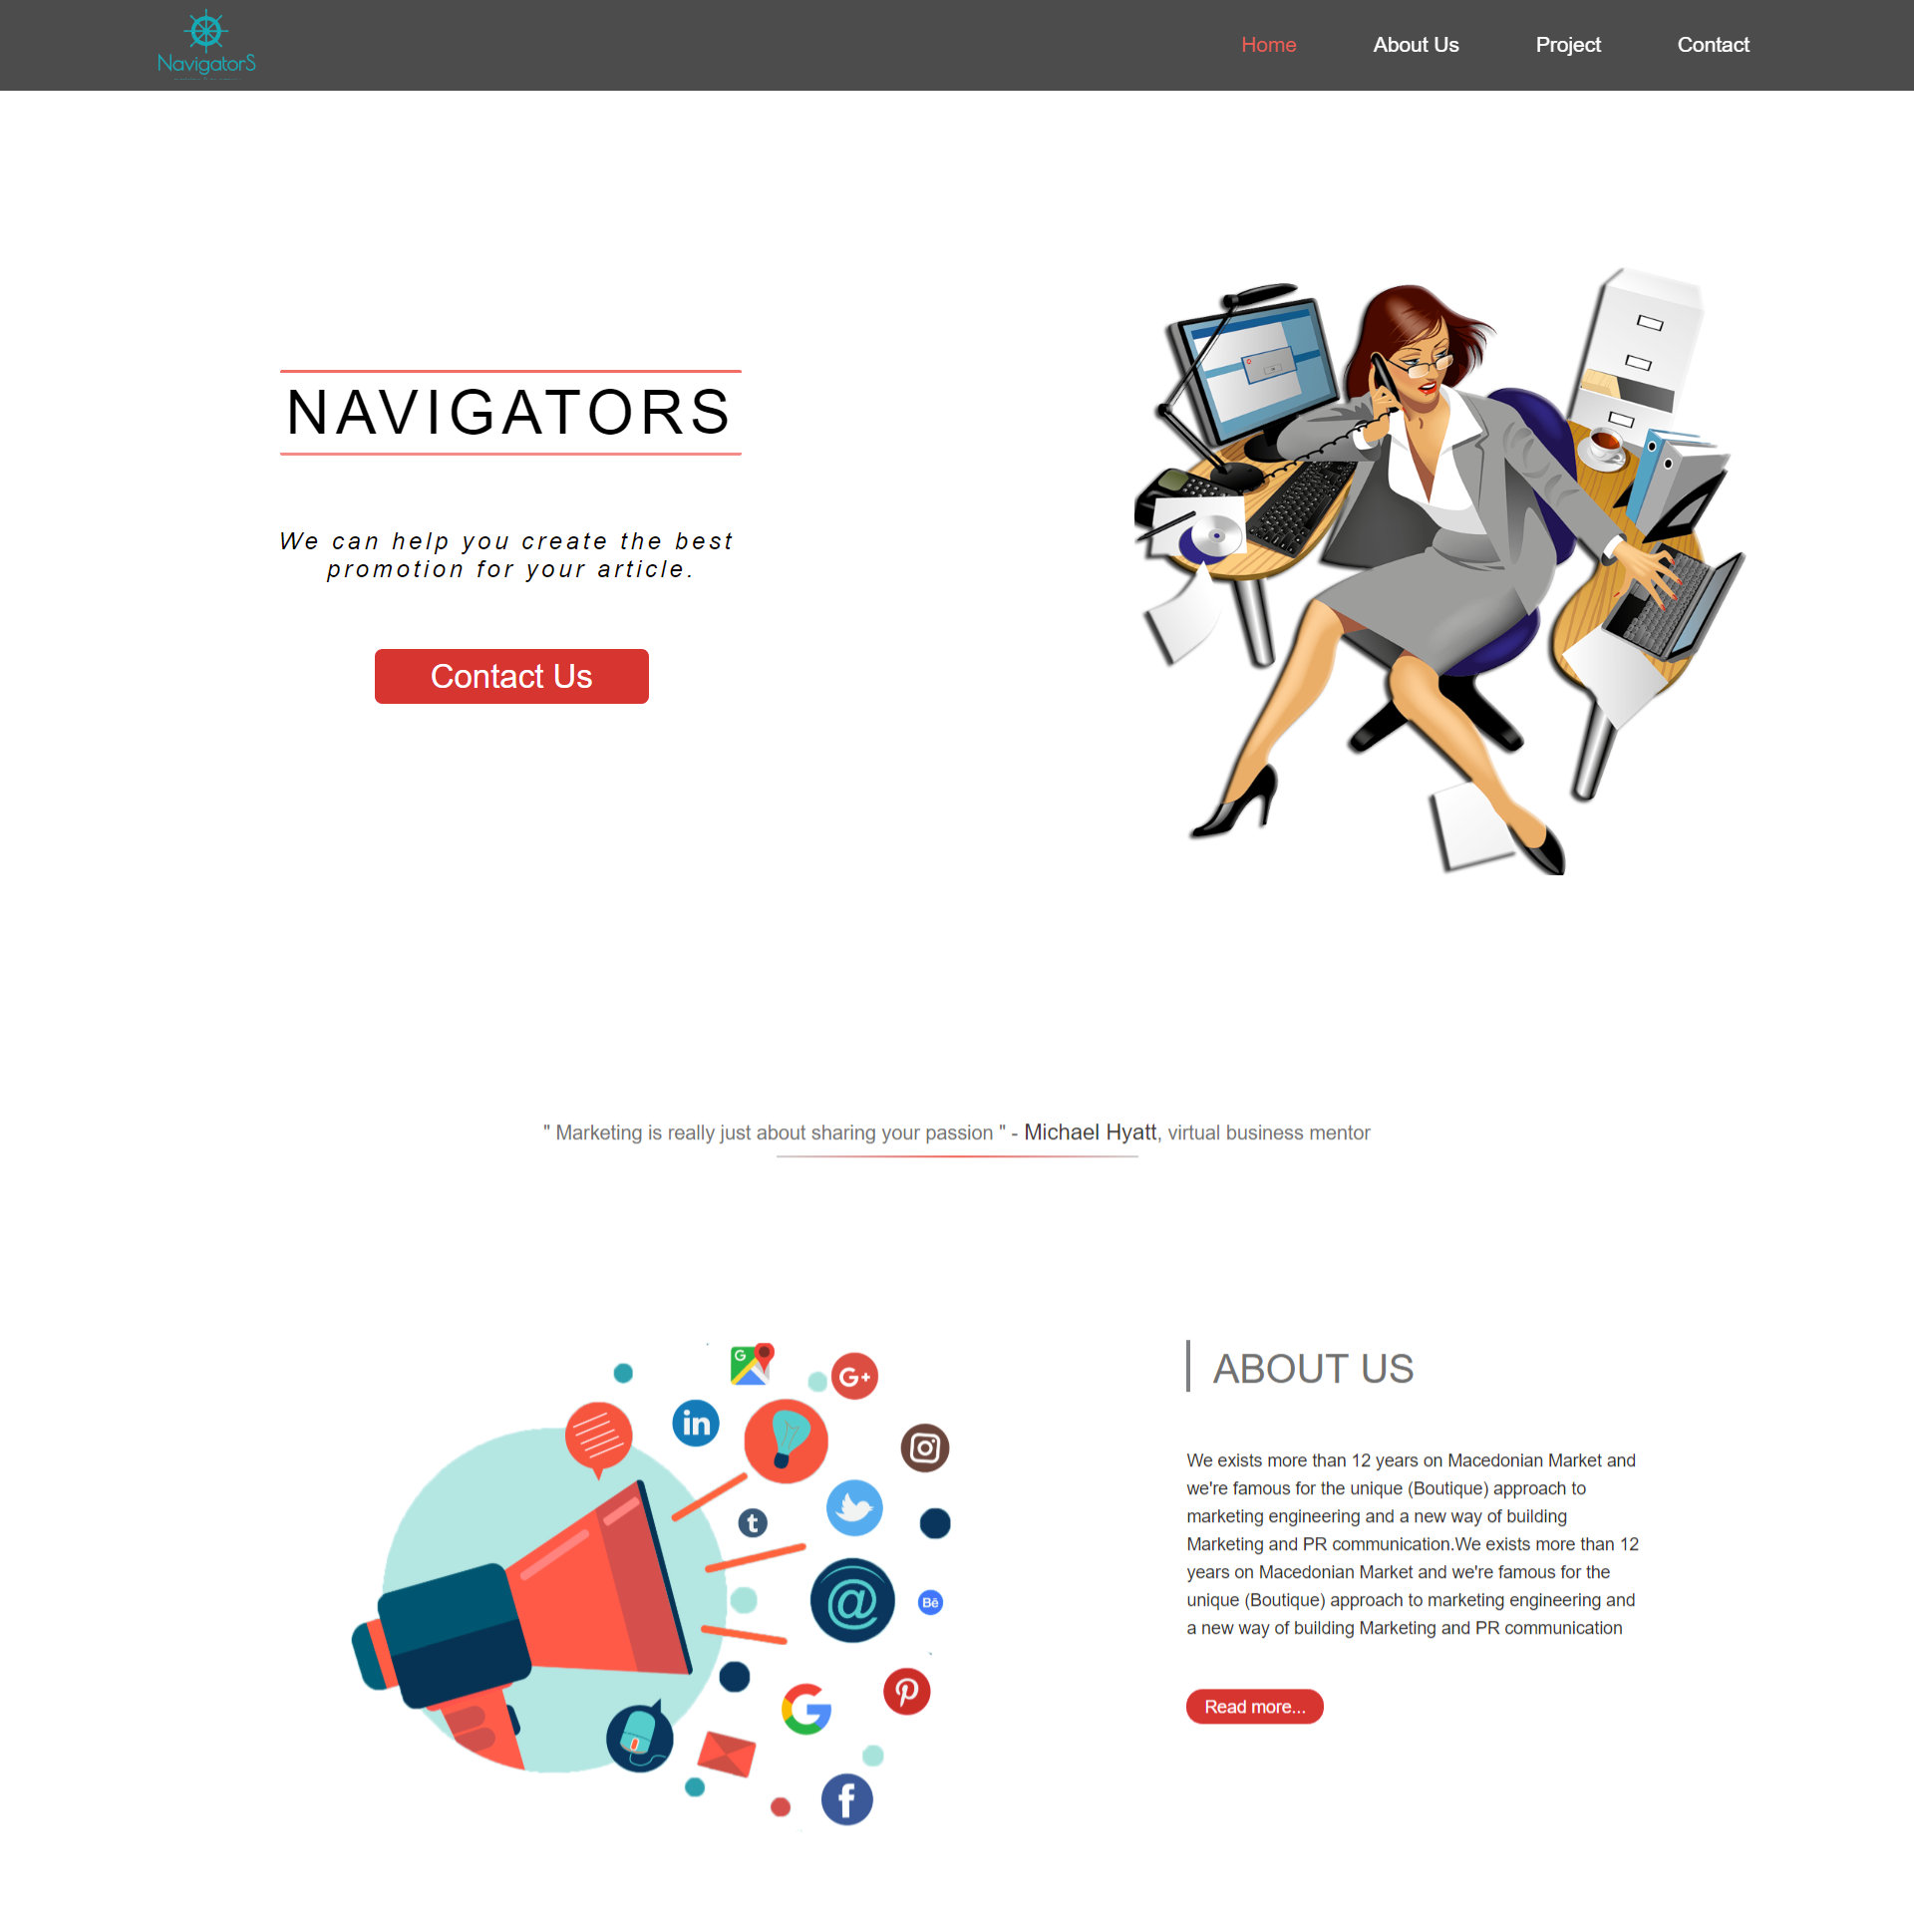 NavigatorS
Home
About Us
Project
Contact
NAVIGATORS
We can help you create the best
promotion for your article.
Contact Us
" Marketing is really just about sharing your passion " - Michael Hyatt, virtual business mentor
G
G+
in
t
@
Bē
G
f
ABOUT US
We exists more than 12 years on Macedonian Market and
we're famous for the unique (Boutique) approach to
marketing engineering and a new way of building
Marketing and PR communication.We exists more than 12
years on Macedonian Market and we're famous for the
unique (Boutique) approach to marketing engineering and
a new way of building Marketing and PR communication
Read more...